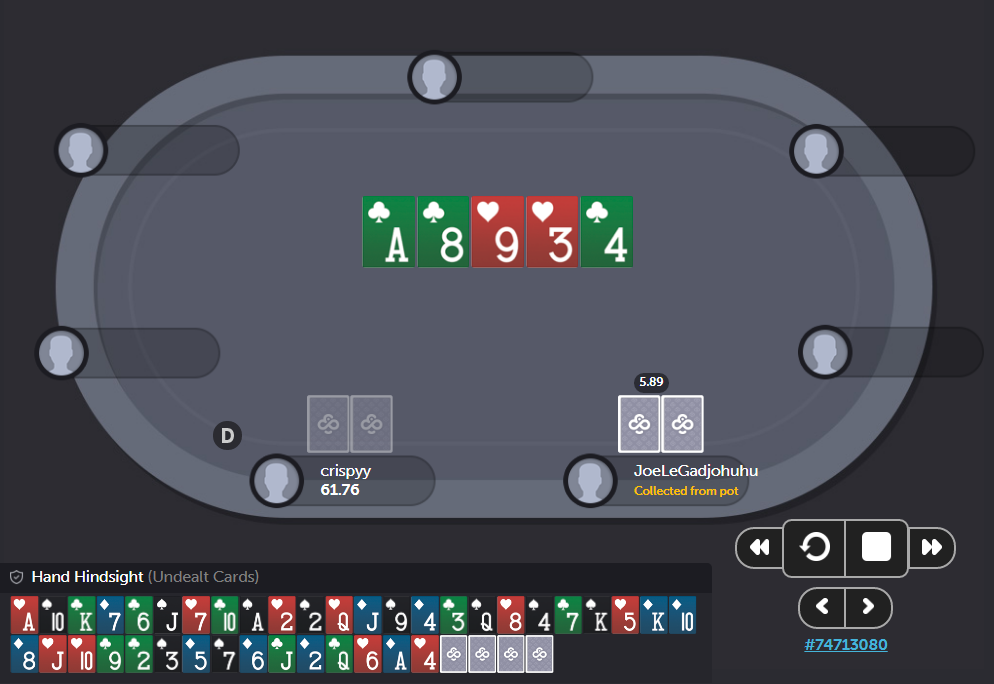 A 8 9 3 4
5.89
D
crispyy
61.76
JoeLeGadjohuhu
Collected from pot
Hand Hindsight (Undealt Cards)
A 10 K 7 6 J 7 10 A 2 2 Q J 9 4 3 Q 8 4 7 K 5 K 10
8 J 10 9 2 3 5 7 6 J 2 Q 6 A 4
#74713080